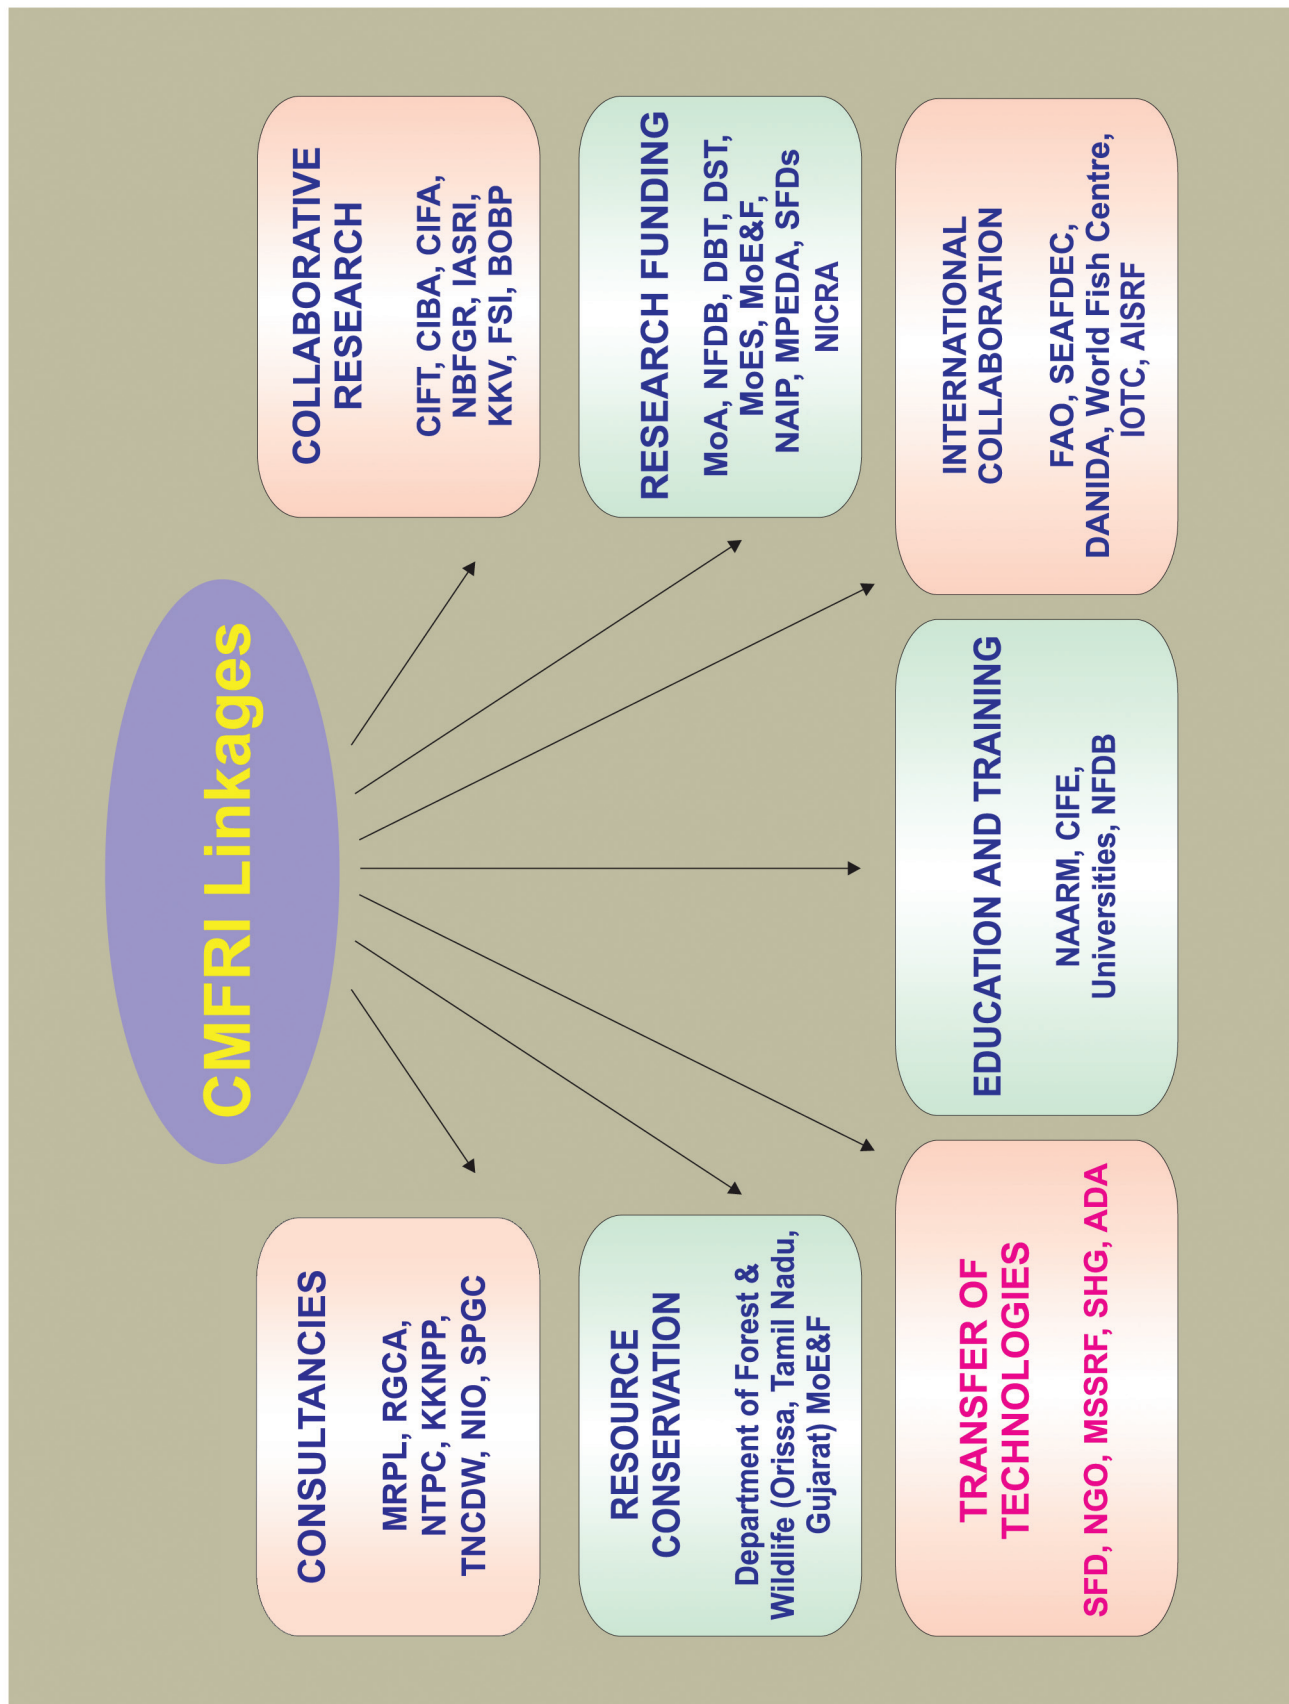 CMFRI Linkages
CONSULTANCIES
MRPL, RGCA,
NTPC, KKNPP,
TNCDW, NIO, SPGC
COLLABORATIVE
RESEARCH
CIFT, CIBA, CIFA,
NBFGR, IASRI,
KKV, FSI, BOBP
RESOURCE
CONSERVATION
Department of Forest &
Wildlife (Orissa, Tamil Nadu,
Gujarat) MoE&F
RESEARCH FUNDING
MoA, NFDB, DBT, DST,
MoES, MoE&F,
NAIP, MPEDA, SFDs
NICRA
TRANSFER OF
TECHNOLOGIES
SFD, NGO, MSSRF, SHG, ADA
EDUCATION AND TRAINING
NAARM, CIFE,
Universities, NFDB
INTERNATIONAL
COLLABORATION
FAO, SEAFDEC,
DANIDA, World Fish Centre,
IOTC, AISRF